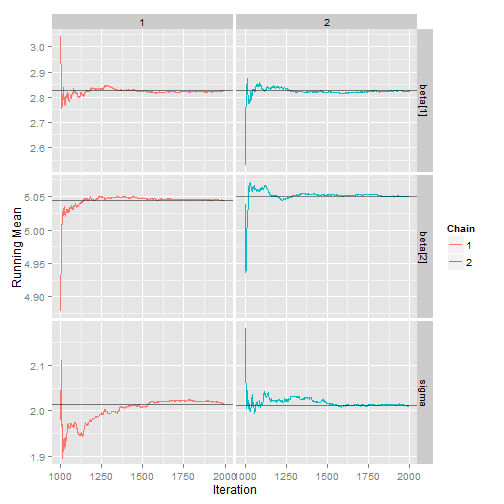 1 2
3.0
2.9
2.8
2.7
2.6
beta[1]
5.05
5.00
4.95
4.90
beta[2]
2.1
2.0
1.9
sigma
Running Mean
1000 1250 1500 1750 2000 1000 1250 1500 1750 2000
Iteration
Chain
1
2